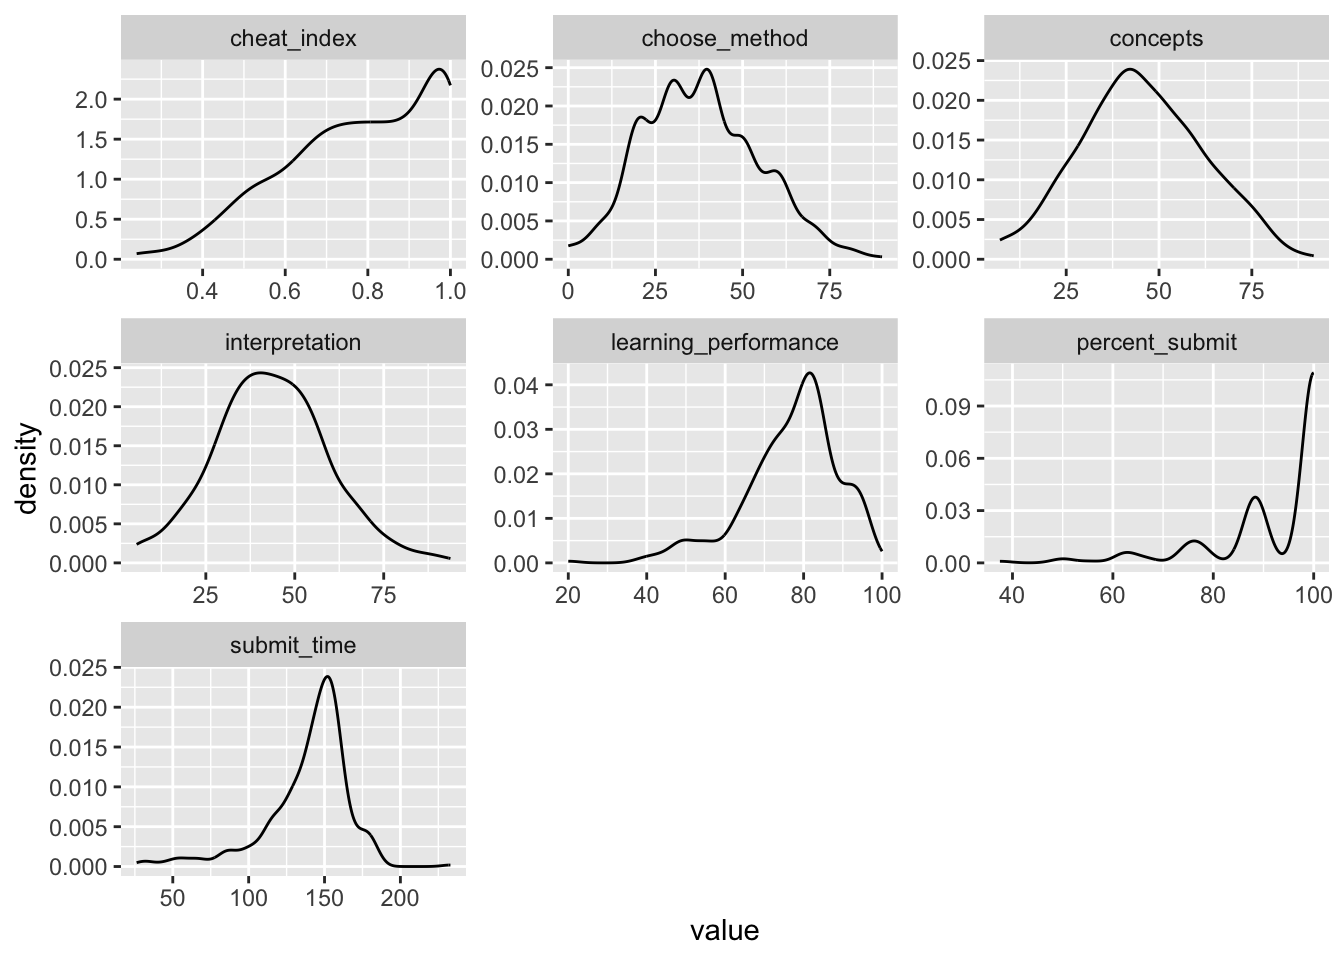 cheat_index
choose_method
concepts
2.0
1.5
1.0
0.5
0.0
0.4 0.6 0.8 1.0
0.025
0.020
0.015
0.010
0.005
0.000
0 25 50 75
0.025
0.020
0.015
0.010
0.005
0.000
25 50 75
interpretation
learning_performance
percent_submit
0.025
0.020
0.015
0.010
0.005
0.000
25 50 75
0.04
0.03
0.02
0.01
0.00
20 40 60 80 100
0.09
0.06
0.03
0.00
40 60 80 100
submit_time
0.025
0.020
0.015
0.010
0.005
0.000
50 100 150 200
density
value